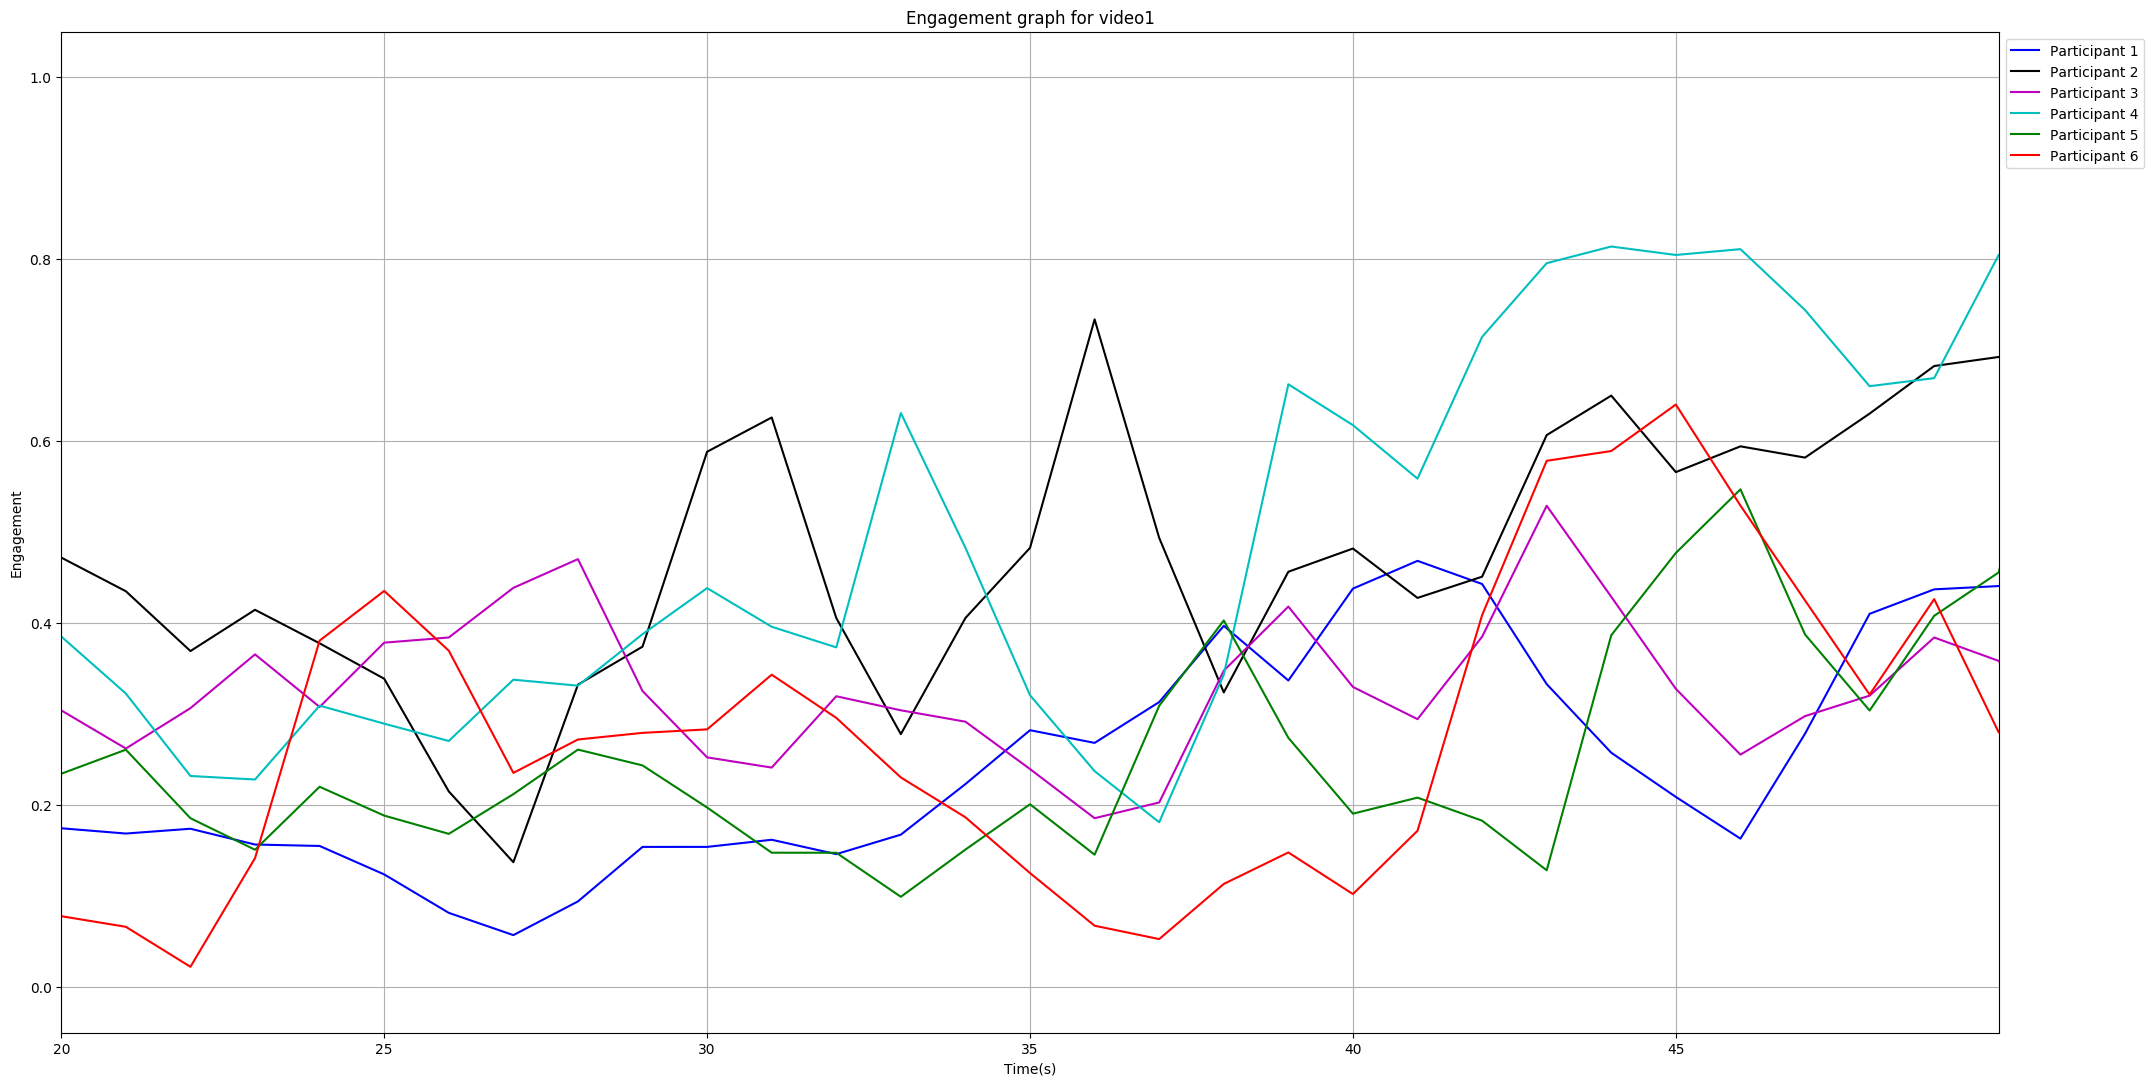 Engagement graph for video1
Participant 1
Participant 2
Participant 3
Participant 4
Participant 5
Participant 6
1.0
0.8
0.6
0.4
0.2
0.0
Engagement
20 25 30 35 40 45
Time(s)